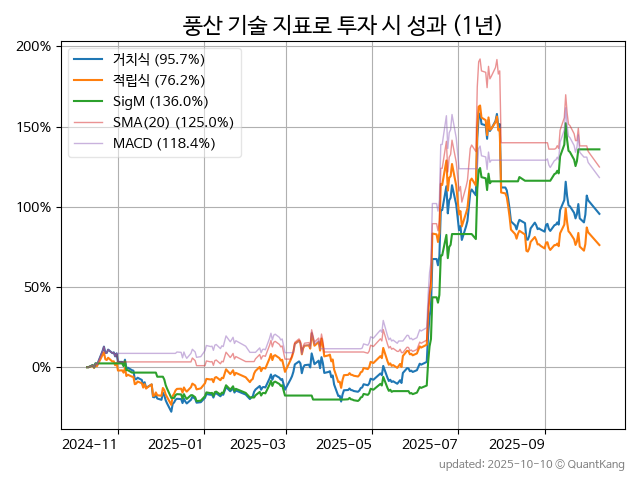 풍산 기술 지표로 투자 시 성과 (1년)
200%
150%
100%
50%
0%
거치식 (95.7%)
적립식 (76.2%)
SigM (136.0%)
SMA(20) (125.0%)
MACD (118.4%)
2024-11 2025-01 2025-03 2025-05 2025-07 2025-09
updated: 2025-10-10 © QuantKang